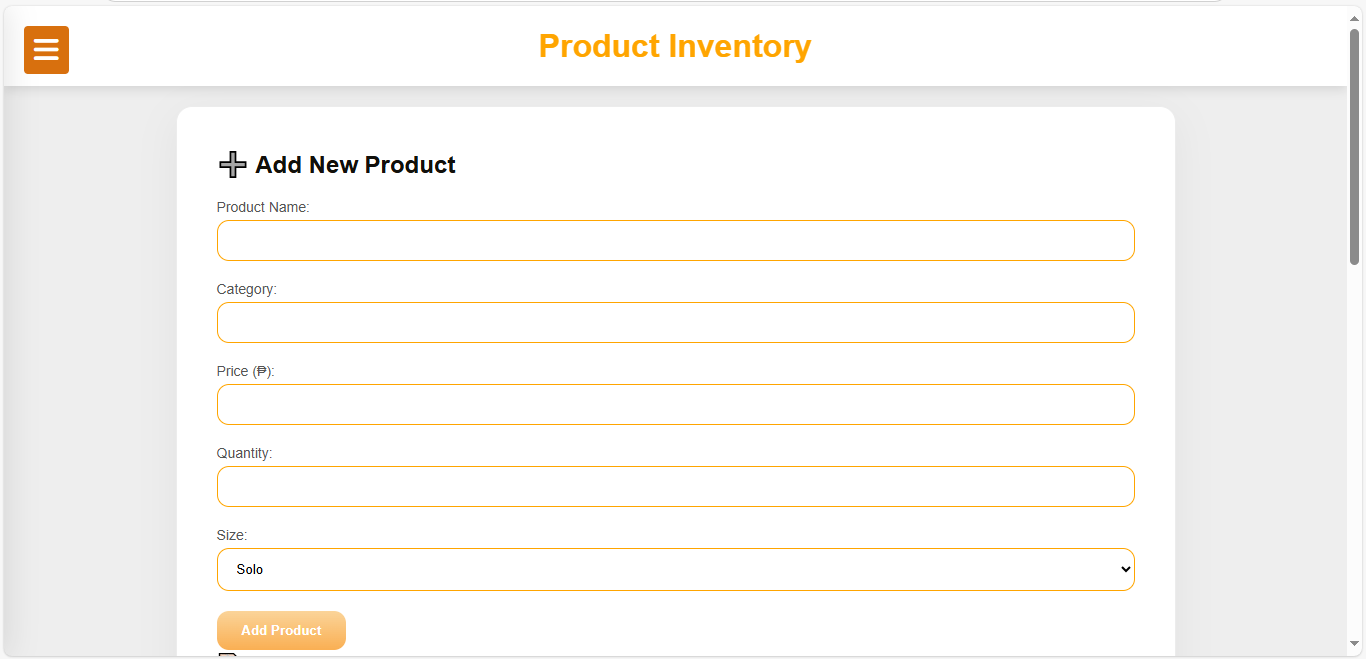 Product Inventory
Add New Product
Product Name:
Category:
Price (₱):
Quantity:
Size:
Solo
Add Product